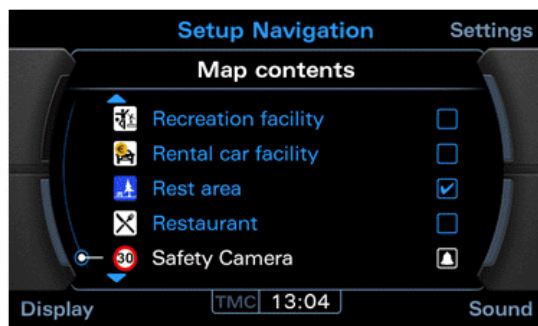 Setup Navigation Settings
Map contents
Recreation facility
Rental car facility
Rest area
Restaurant
30 Safety Camera
Display TMC 13:04 Sound